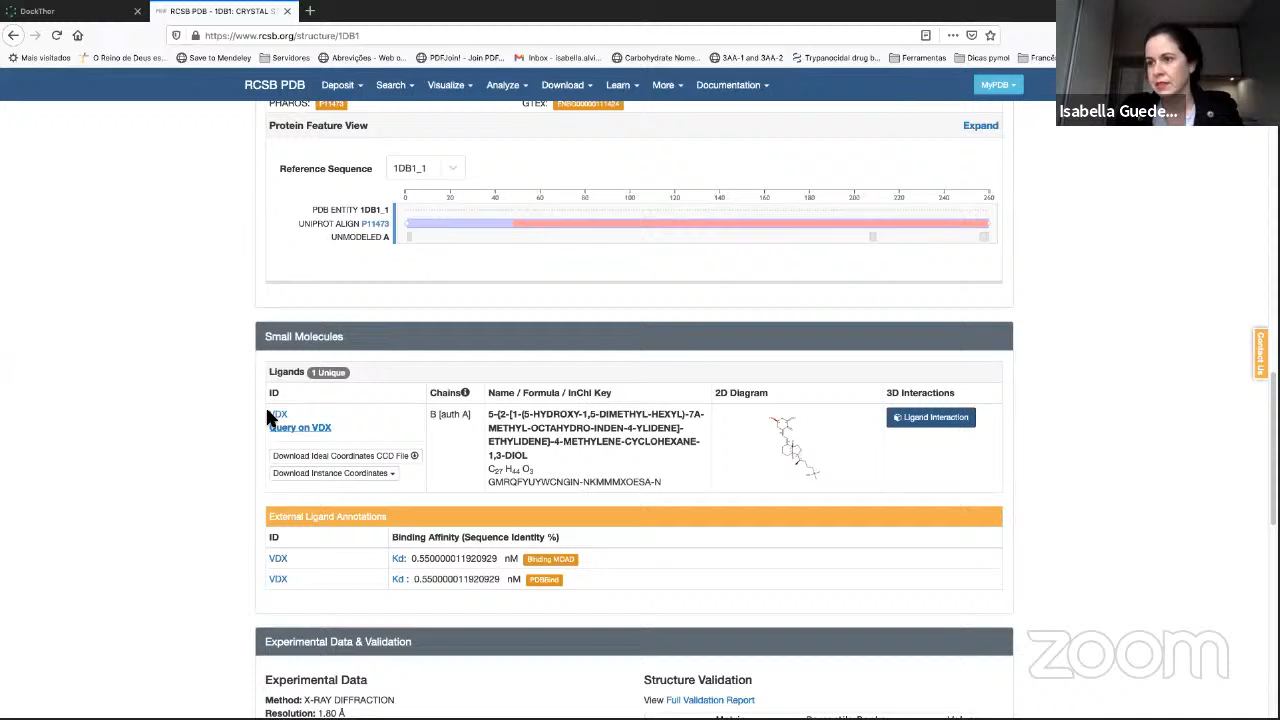 DockThor
RCSB PDB - 1DB1: CRYSTAL S
https://www.rcsb.org/structure/1DB1
Mais visitados O Reino de Deus es... Save to Mendeley Abrevições - Web o... PDFJoin! - Join PDF... Inbox - isabella.alvi... Carbohydrate Nome... 3AA-1 and 3AA-2 Trypanocidal drug b... Ferramentas Dicas pymol Francês
RCSB PDB Deposit Search Visualize Analyze Download Learn More Documentation MyPDB
Isabella Guede...
PHAROS: P11473 GTEx: ENSG00000111424
Protein Feature View Expand
Reference Sequence 1DB1_1
0 20 40 60 80 100 120 140 160 180 200 220 240 260
PDB ENTITY 1DB1_1
UNIPROT ALIGN P11473
UNMODELED A
Small Molecules
Ligands 1 Unique
ID Chains Name / Formula / InChI Key 2D Diagram 3D Interactions
VDX
Query on VDX
Download Ideal Coordinates CCD File
Download Instance Coordinates
B [auth A]
5-{2-[1-(5-HYDROXY-1,5-DIMETHYL-HEXYL)-7A-
METHYL-OCTAHYDRO-INDEN-4-YLIDENE]-
ETHYLIDENE}-4-METHYLENE-CYCLOHEXANE-
1,3-DIOL
C27 H44 O3
GMRQFYUYWCNGIN-NKMMMXOESA-N
Ligand Interaction
External Ligand Annotations
ID Binding Affinity (Sequence Identity %)
VDX Kd: 0.550000011920929 nM Binding MOAD
VDX Kd : 0.550000011920929 nM PDBBind
Experimental Data & Validation
Experimental Data
Method: X-RAY DIFFRACTION
Resolution: 1.80 Å
Structure Validation
View Full Validation Report
Contact Us
zoom